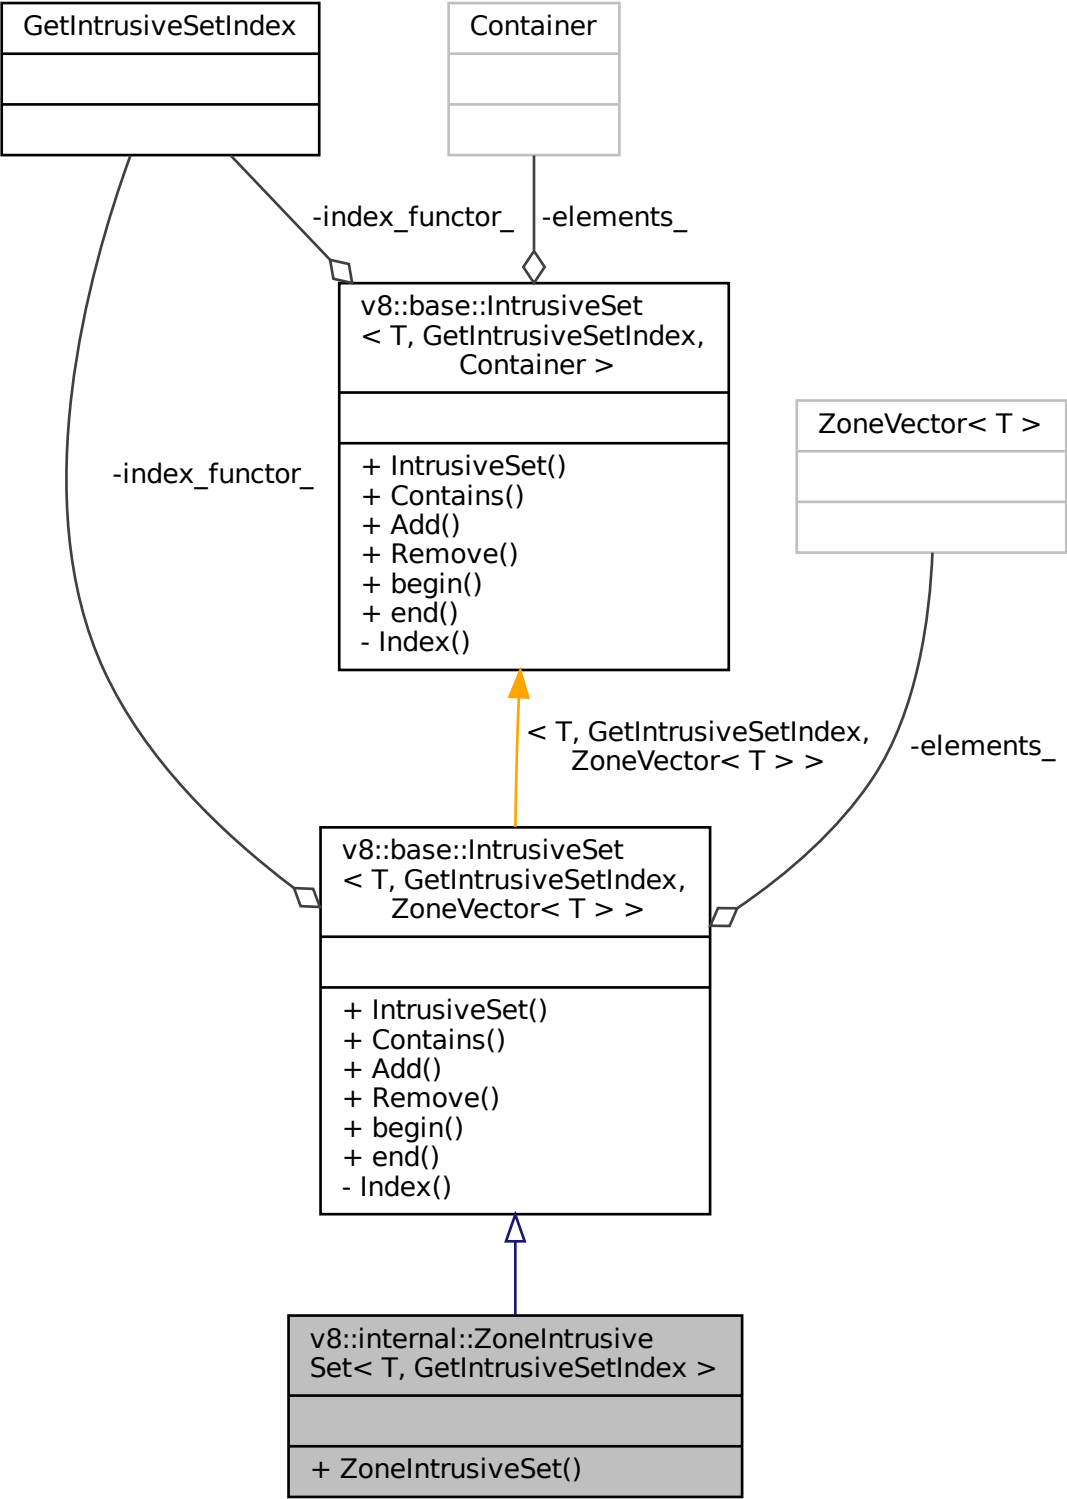 GetIntrusiveSetIndex
Container
-index_functor_
-elements_
v8::base::IntrusiveSet
< T, GetIntrusiveSetIndex,
Container >
+ IntrusiveSet()
+ Contains()
+ Add()
+ Remove()
+ begin()
+ end()
- Index()
ZoneVector< T >
-index_functor_
< T, GetIntrusiveSetIndex,
ZoneVector< T > >
-elements_
v8::base::IntrusiveSet
< T, GetIntrusiveSetIndex,
ZoneVector< T > >
+ IntrusiveSet()
+ Contains()
+ Add()
+ Remove()
+ begin()
+ end()
- Index()
v8::internal::ZoneIntrusive
Set< T, GetIntrusiveSetIndex >
+ ZoneIntrusiveSet()